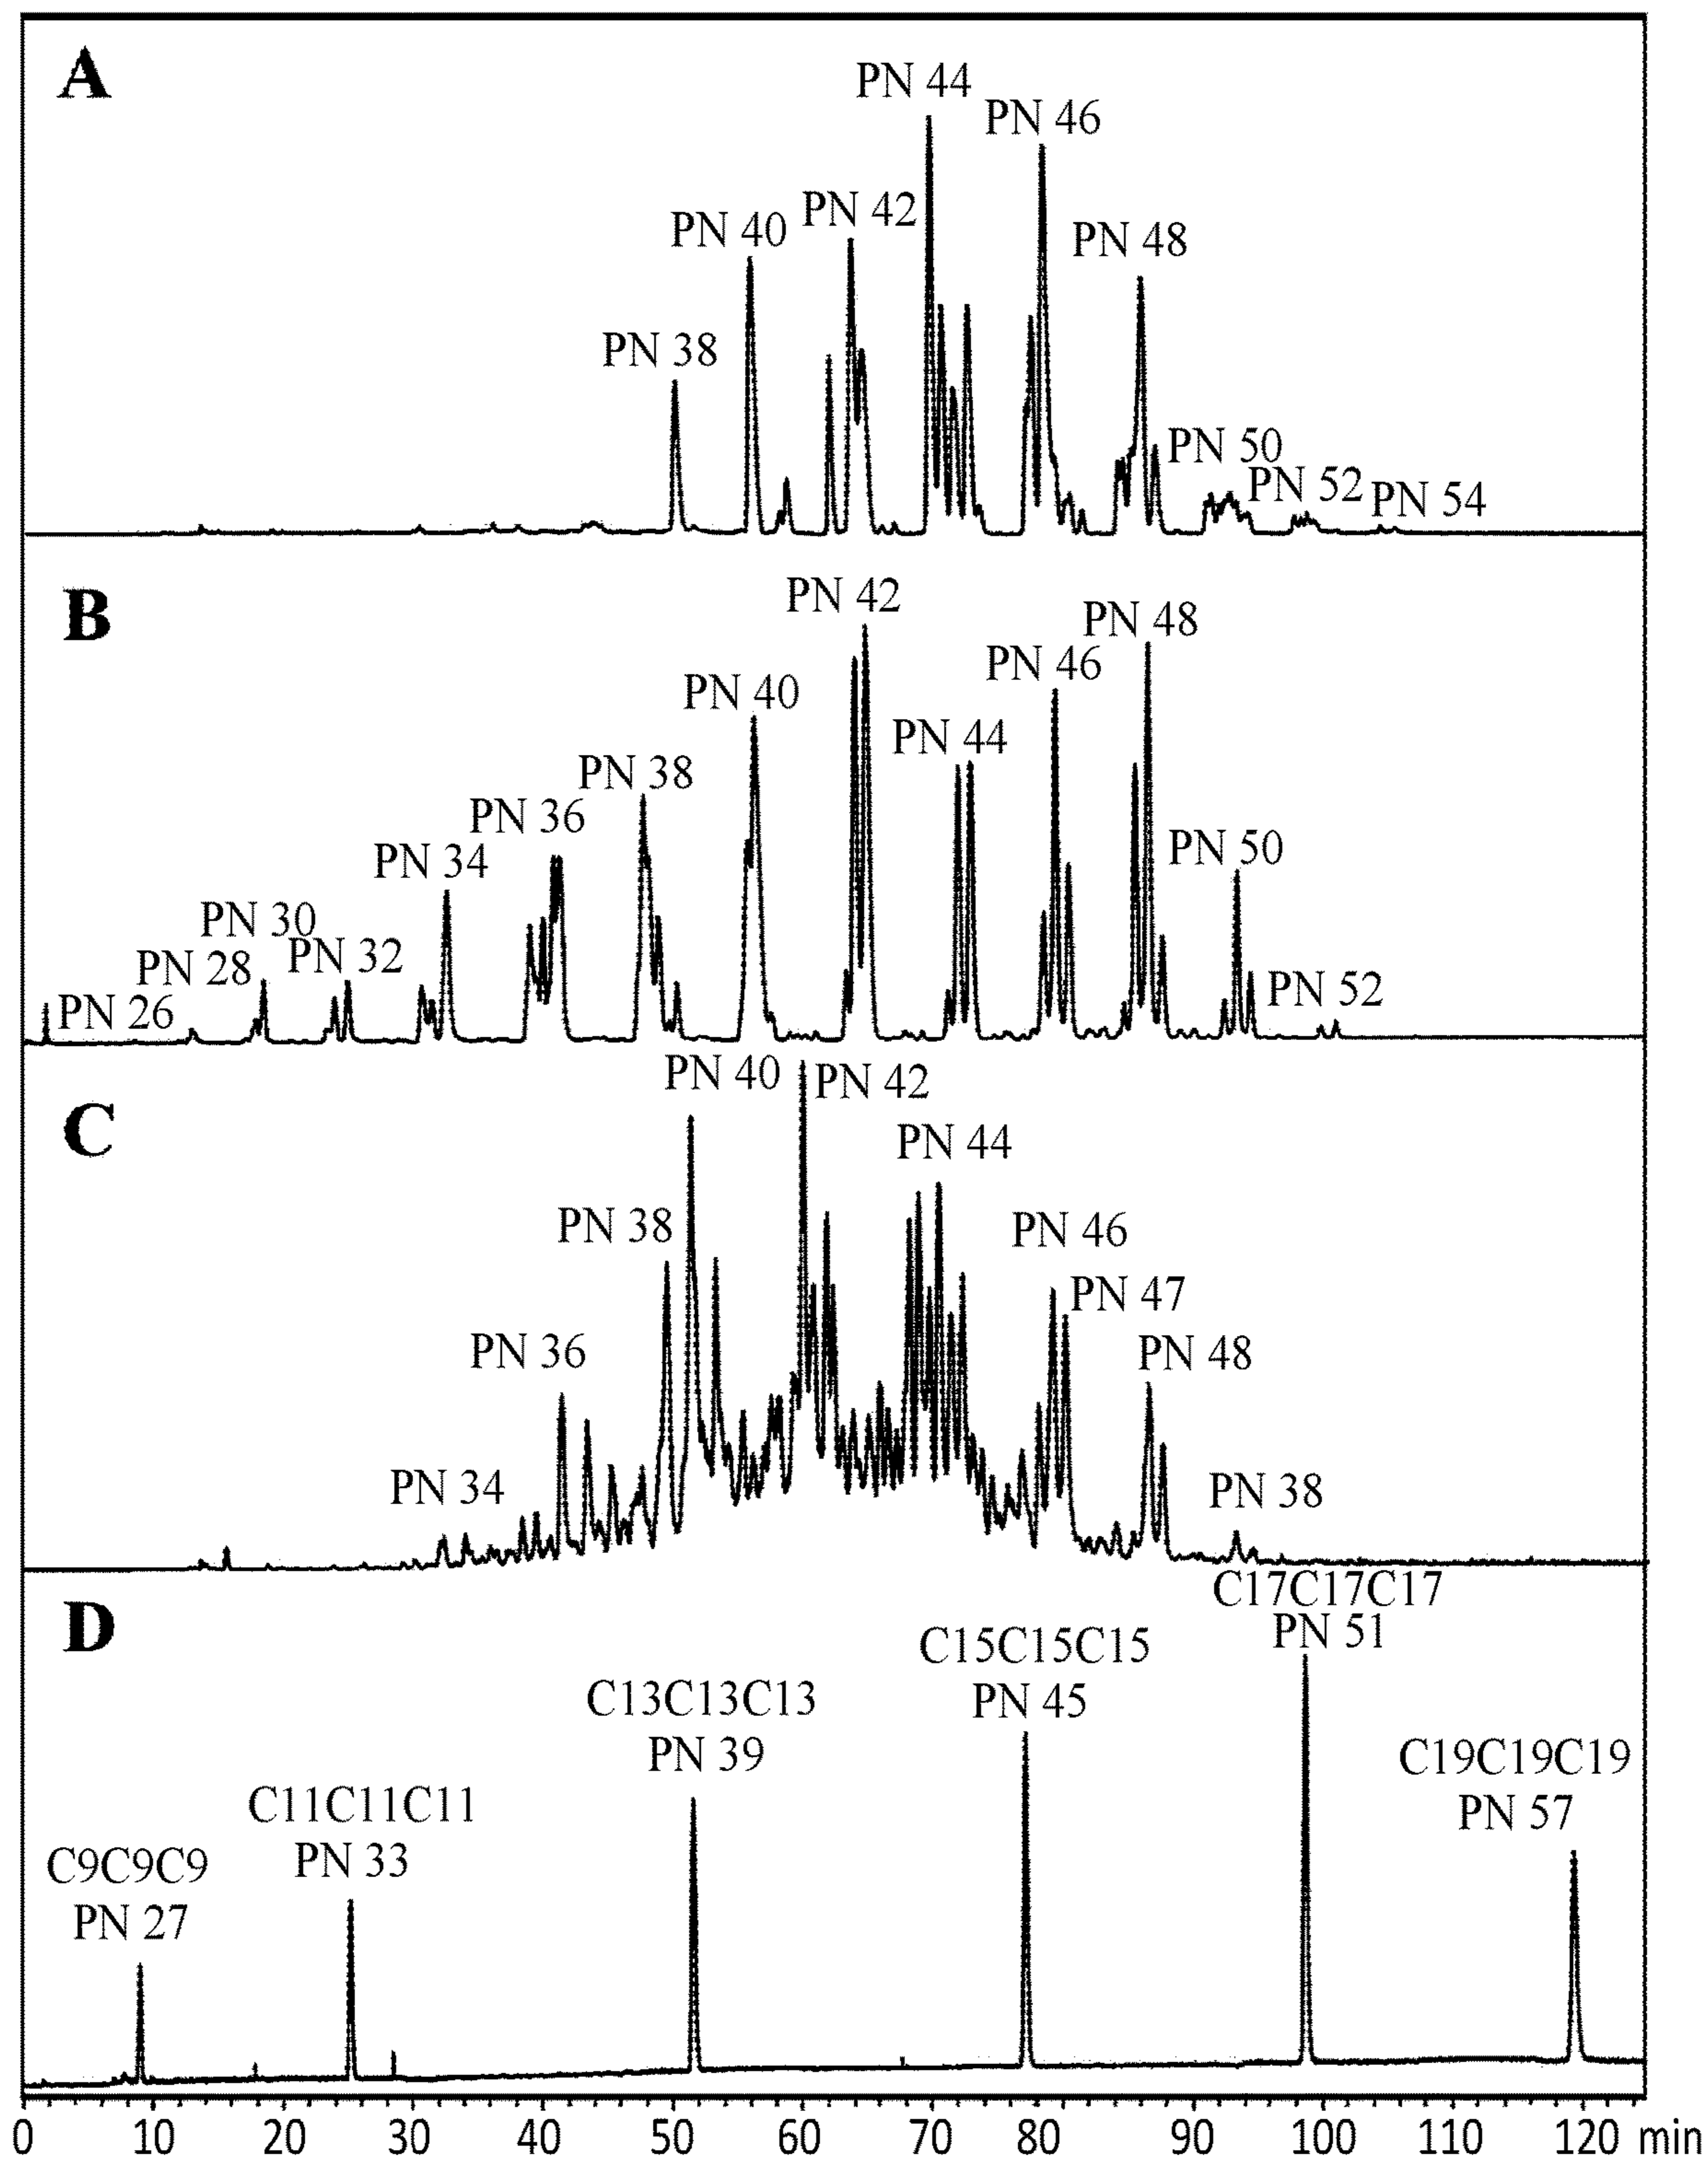 A
PN 44
PN 46
PN 42
PN 40
PN 48
PN 38
PN 50
PN 52
PN 54
B
PN 42
PN 48
PN 46
PN 40
PN 44
PN 38
PN 36
PN 50
PN 34
PN 30
PN 32
PN 28
PN 52
PN 26
C
PN 40
PN 42
PN 44
PN 38
PN 46
PN 47
PN 36
PN 48
PN 34
PN 38
D
C17C17C17
PN 51
C15C15C15
PN 45
C13C13C13
PN 39
C19C19C19
PN 57
C11C11C11
PN 33
C9C9C9
PN 27
0 10 20 30 40 50 60 70 80 90 100 110 120 min